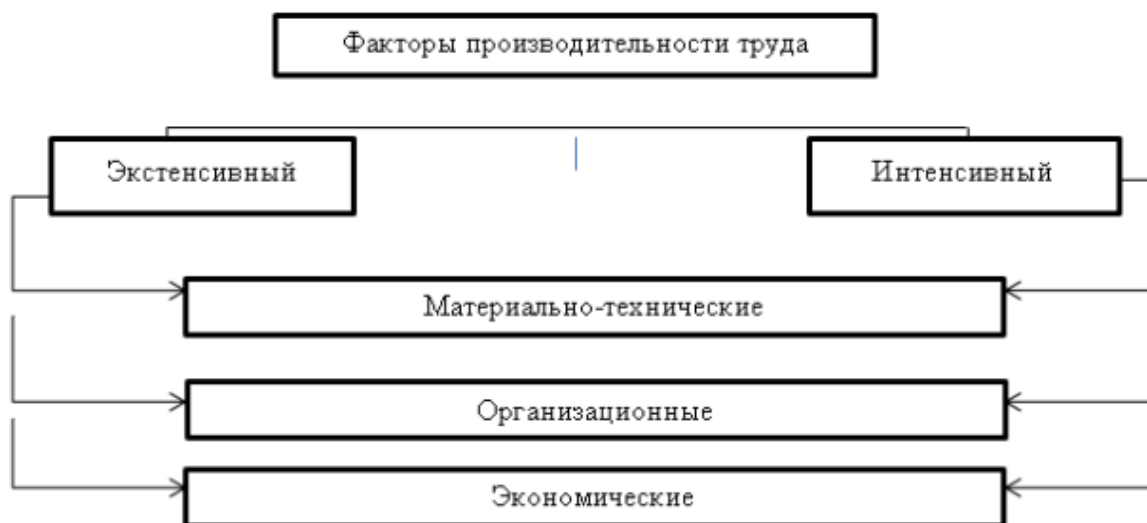 Факторы производительности труда
Экстенсивный
Интенсивный
Материально-технические
Организационные
Экономические